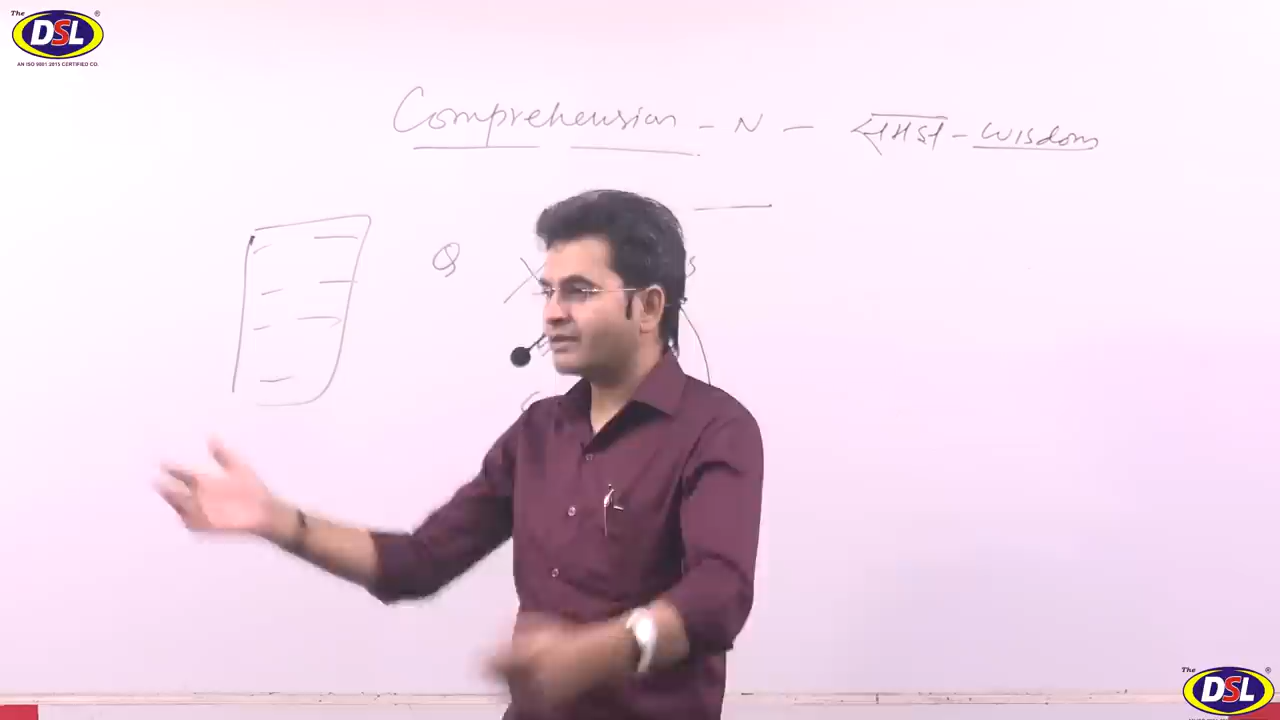 The
DSL
®
AN ISO 9001 2015 CERTIFIED CO.
Comprehension - N - समझ - Wisdom
Q
The
DSL
®